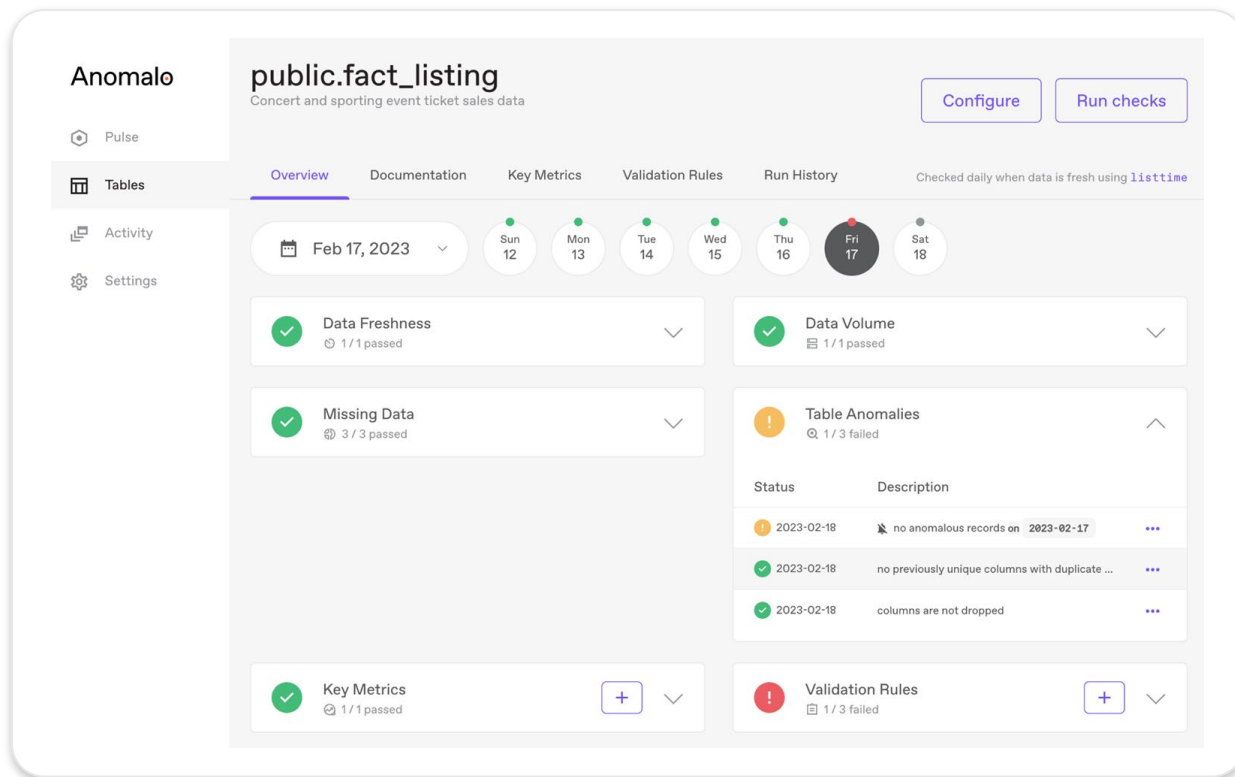 Anomalo
Pulse
Tables
Activity
Settings
public.fact_listing
Concert and sporting event ticket sales data
Configure
Run checks
Overview
Documentation
Key Metrics
Validation Rules
Run History
Checked daily when data is fresh using listtime
Feb 17, 2023
Sun
12
Mon
13
Tue
14
Wed
15
Thu
16
Fri
17
Sat
18
Data Freshness
1 / 1 passed
Data Volume
1 / 1 passed
Missing Data
3 / 3 passed
Table Anomalies
1 / 3 failed
Status Description
2023-02-18 no anomalous records on 2023-02-17
2023-02-18 no previously unique columns with duplicate ...
2023-02-18 columns are not dropped
Key Metrics
1 / 1 passed
Validation Rules
1 / 3 failed